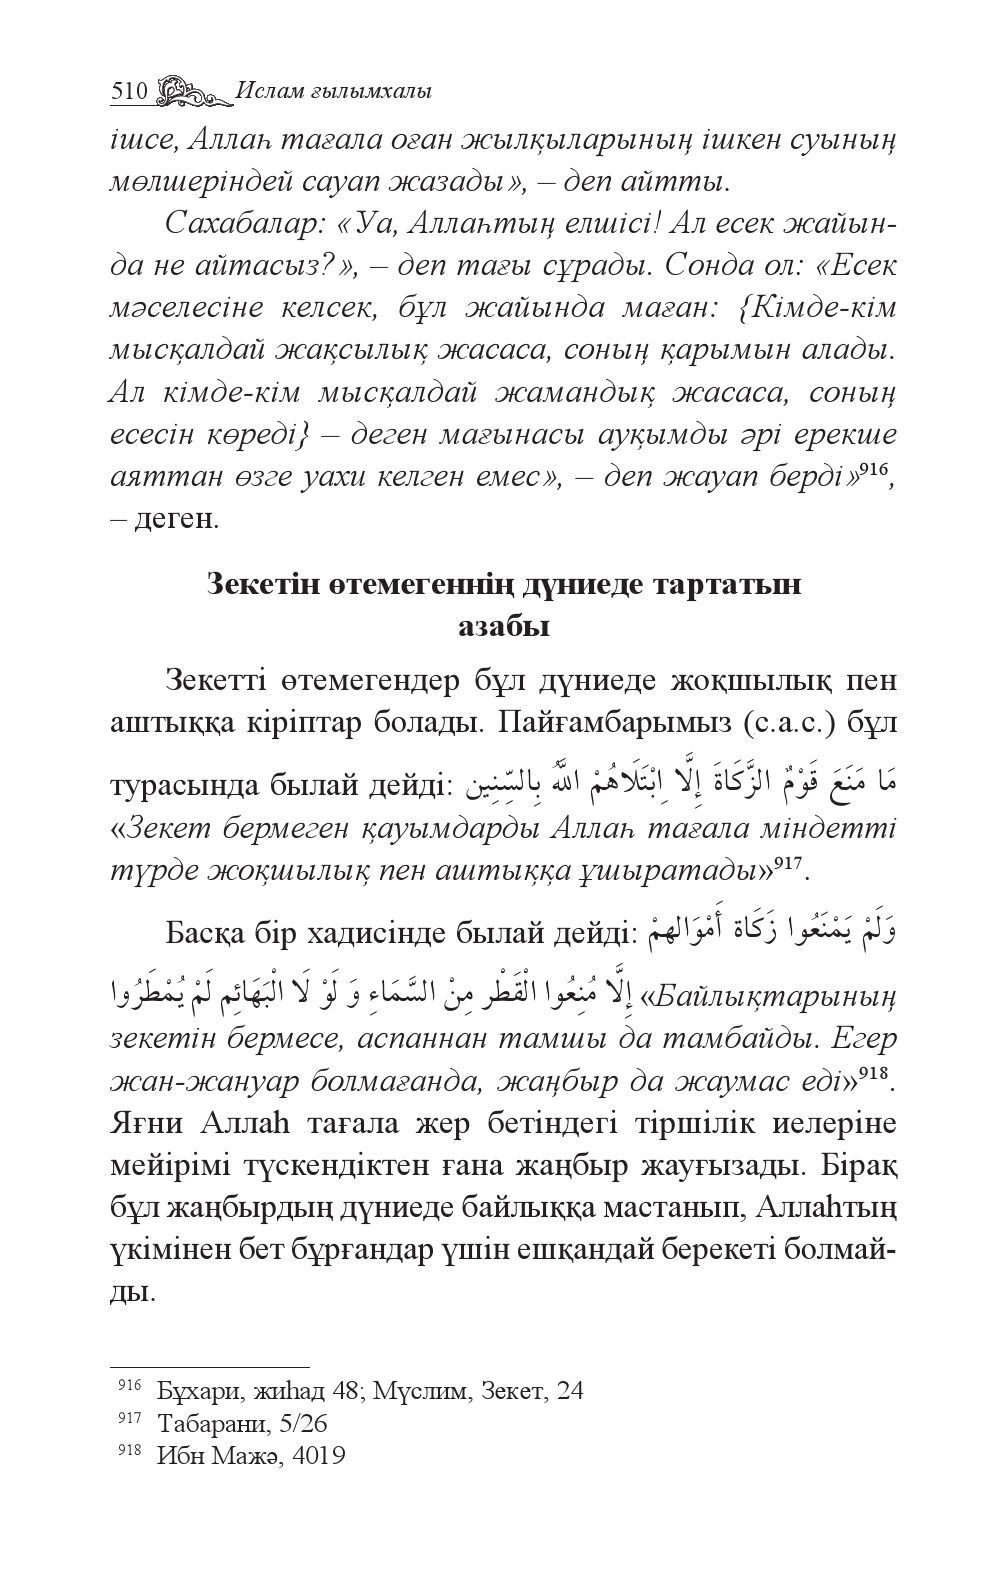 510 Ислам ғылымхалы
ішсе, Аллаһ тағала оған жылқыларының ішкен суының
мөлшеріндей сауап жазады», – деп айтты.
Сахабалар: «Уа, Аллаһтың елшісі! Ал есек жайын-
да не айтасыз?», – деп тағы сұрады. Сонда ол: «Есек
мәселесіне келсек, бұл жайында маған: {Кімде-кім
мысқалдай жақсылық жасаса, соның қарымын алады.
Ал кімде-кім мысқалдай жамандық жасаса, соның
есесін көреді} – деген мағынасы ауқымды әрі ерекше
аяттан өзге уахи келген емес», – деп жауап берді»916,
– деген.
Зекетін өтемегеннің дүниеде тартатын
азабы
Зекетті өтемегендер бұл дүниеде жоқшылық пен
аштыққа кіріптар болады. Пайғамбарымыз (с.а.с.) бұл
турасында былай дейді: مَا مَنَعَ قَوْمٌ الزَّكَاةَ إِلَّا اِبْتَلَاهُمْ اللَّهُ بِالسِّنِين
«Зекет бермеген қауымдарды Аллаһ тағала міндетті
түрде жоқшылық пен аштыққа ұшыратады»917.
Басқа бір хадисінде былай дейді: وَلَمْ يَمْنَعُوا زَكَاة أَمْوَالهمْ
إِلَّا مُنِعُوا الْقَطْر مِنْ السَّمَاءِ وَ لَوْ لَا الْبَهَائِم لَمْ يُمْطَرُوا «Байлықтарының
зекетін бермесе, аспаннан тамшы да тамбайды. Егер
жан-жануар болмағанда, жаңбыр да жаумас еді»918.
Яғни Аллаһ тағала жер бетіндегі тіршілік иелеріне
мейірімі түскендіктен ғана жаңбыр жауғызады. Бірақ
бұл жаңбырдың дүниеде байлыққа мастанып, Аллаһтың
үкімінен бет бұрғандар үшін ешқандай берекеті болмай-
ды.
916 Бұхари, жиһад 48; Мүслим, Зекет, 24
917 Табарани, 5/26
918 Ибн Мажә, 4019